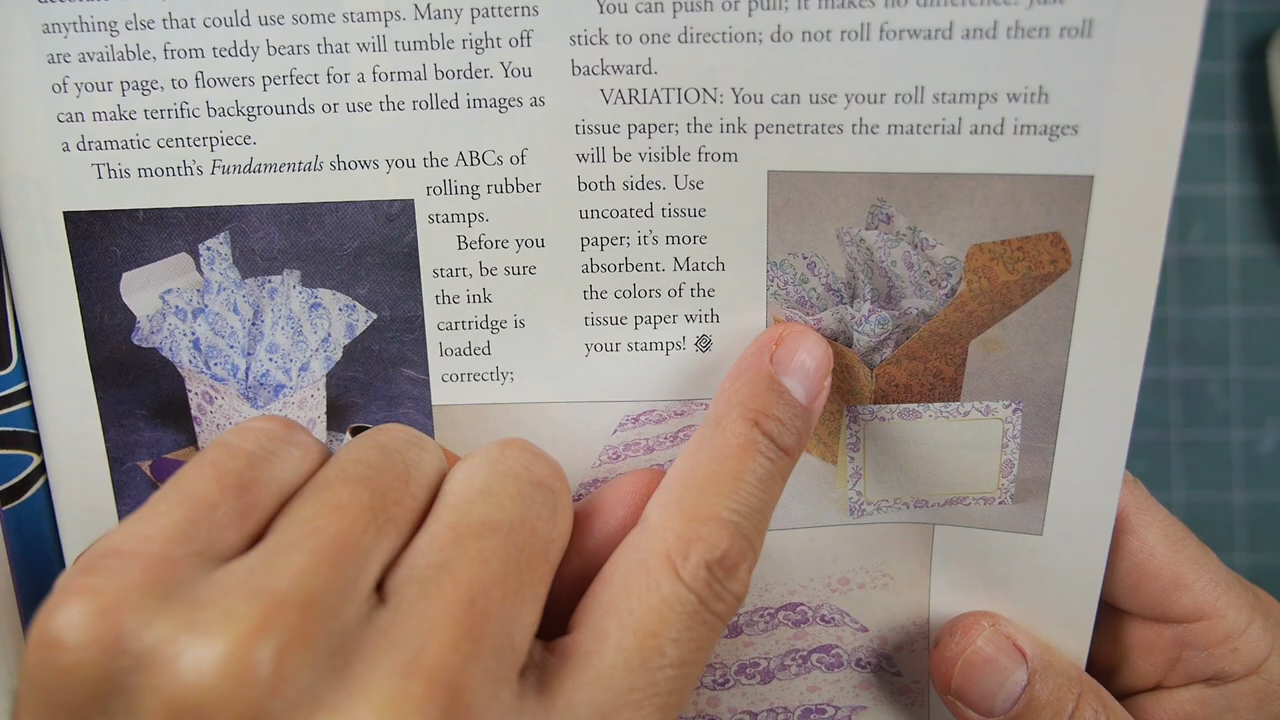 anything else that could use some stamps. Many patterns
are available, from teddy bears that will tumble right off
of your page, to flowers perfect for a formal border. You
can make terrific backgrounds or use the rolled images as
a dramatic centerpiece.
This month's Fundamentals shows you the ABCs of
rolling rubber
stamps.
Before you
start, be sure
the ink
cartridge is
loaded
correctly;
You can push or pull; it makes no difference. Just
stick to one direction; do not roll forward and then roll
backward.
VARIATION: You can use your roll stamps with
tissue paper; the ink penetrates the material and images
will be visible from
both sides. Use
uncoated tissue
paper; it's more
absorbent. Match
the colors of the
tissue paper with
your stamps!